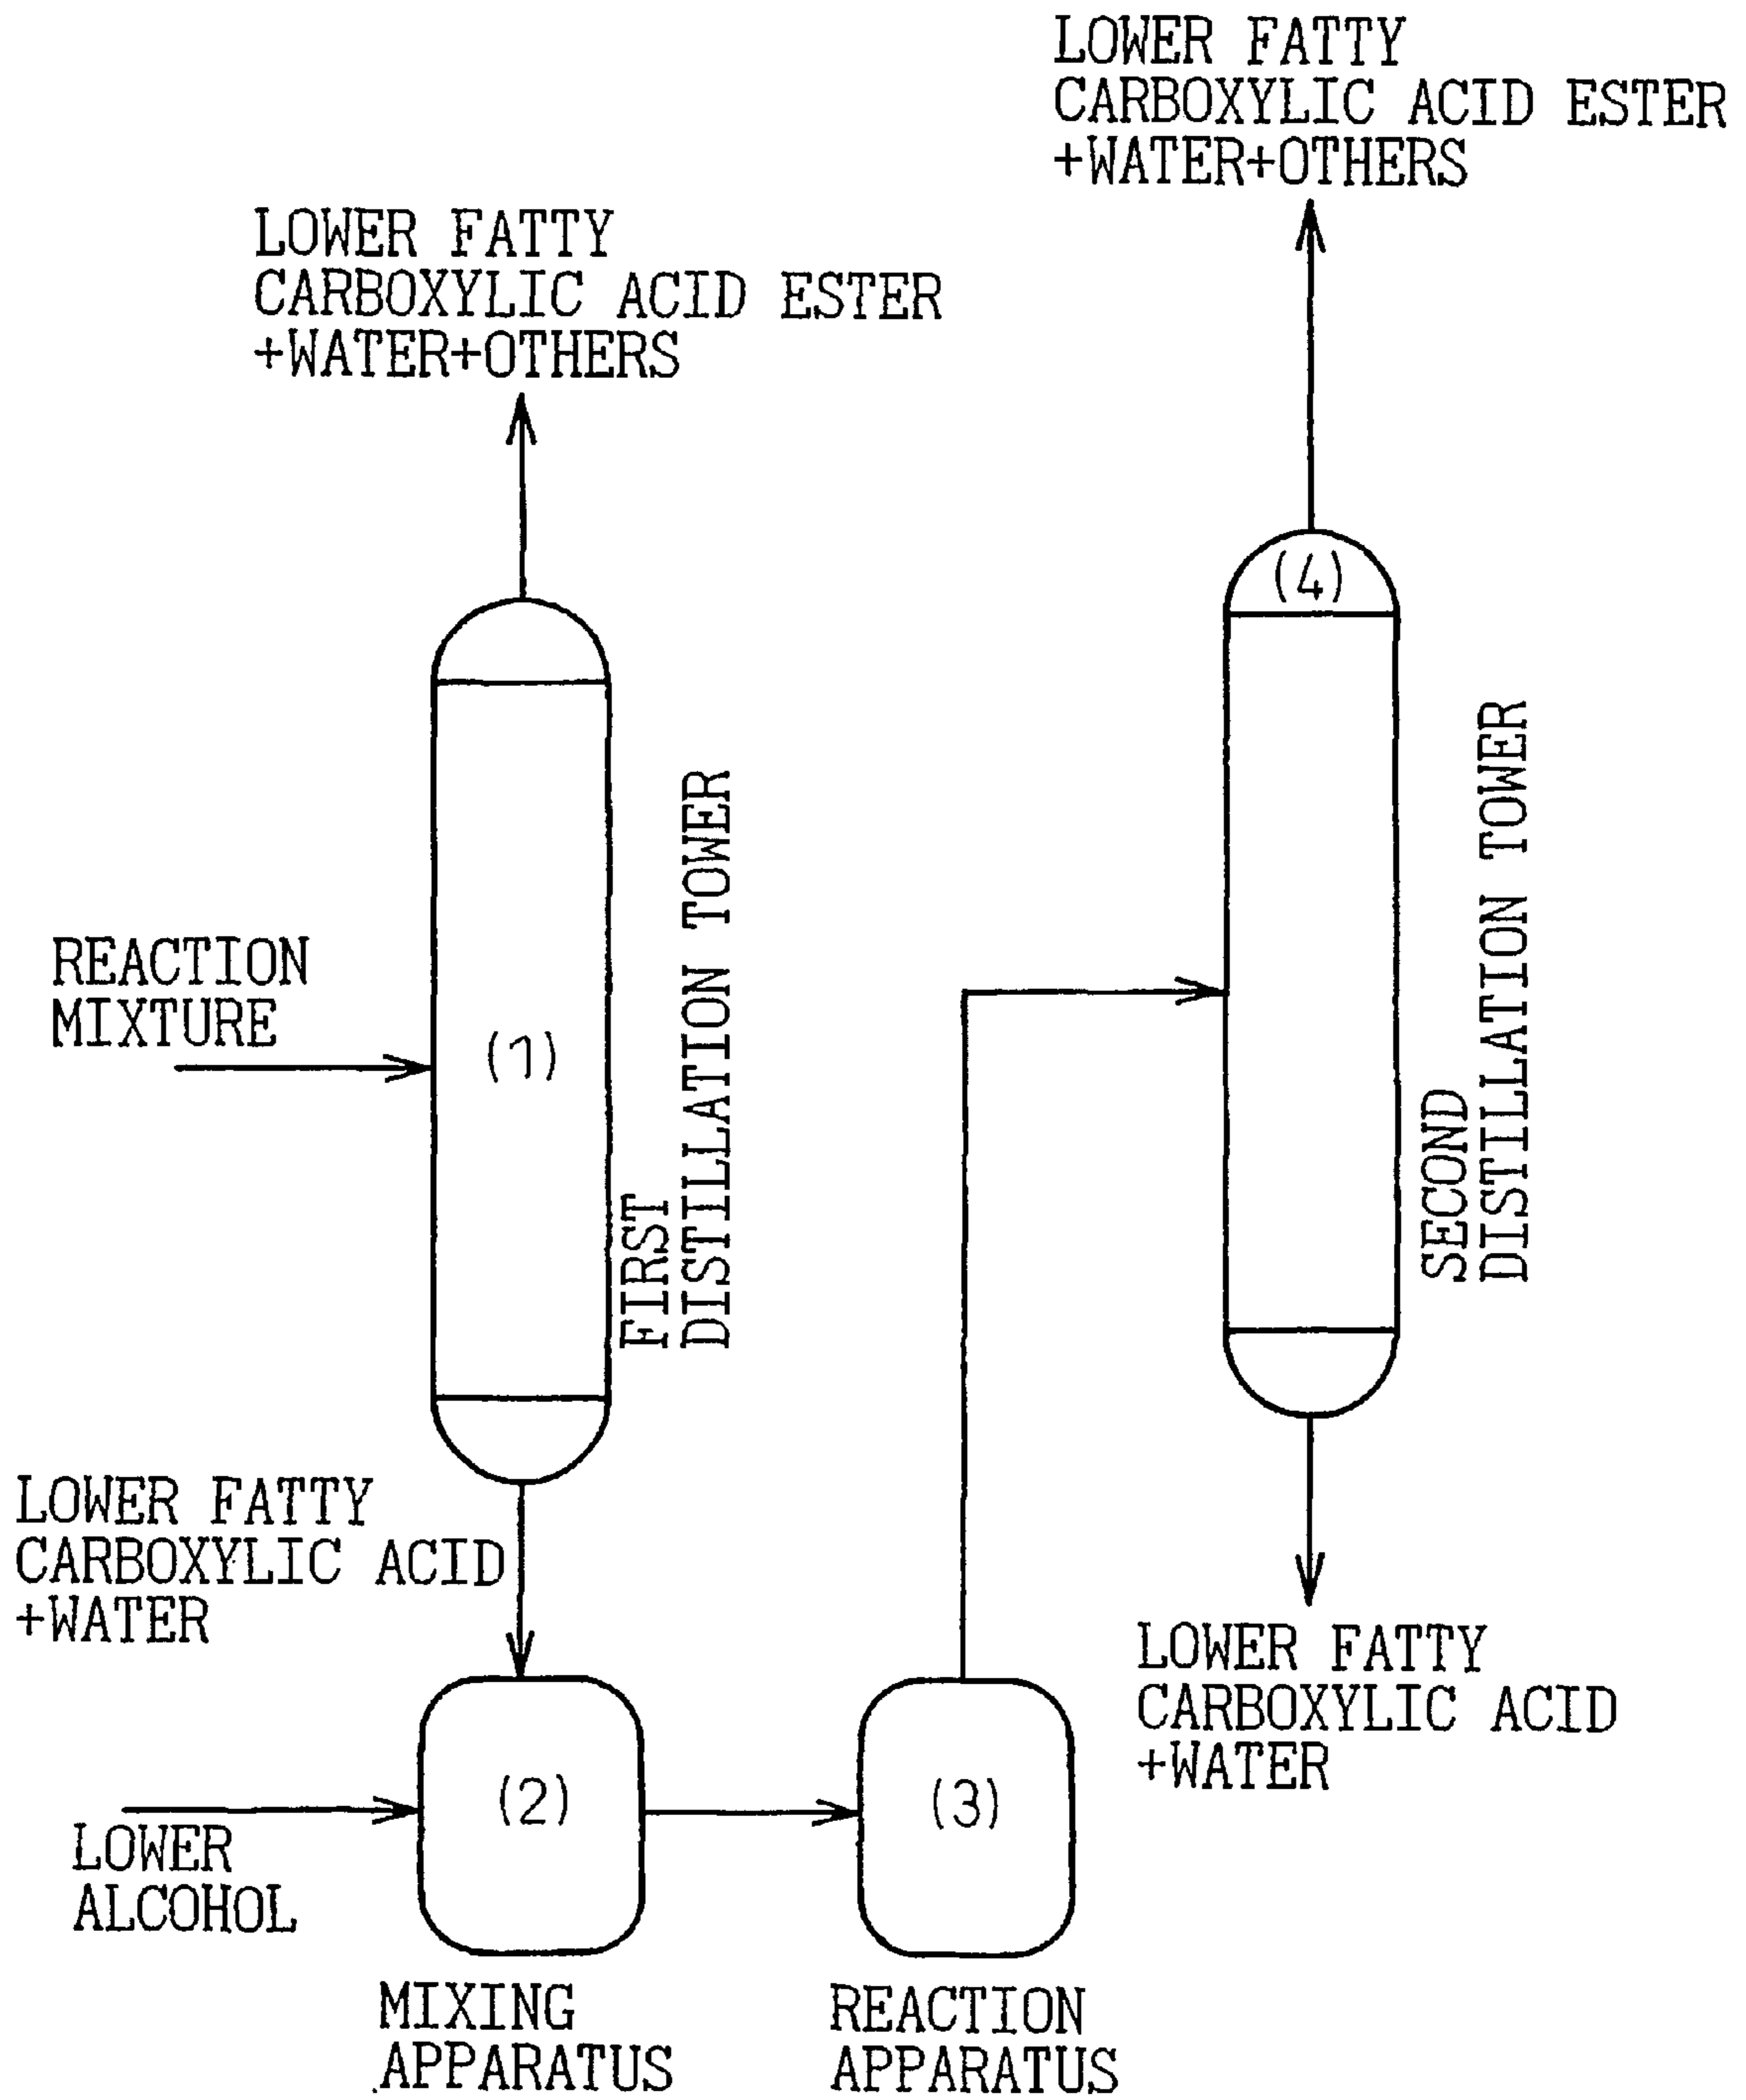 LOWER FATTY
CARBOXYLIC ACID ESTER
+WATER+OTHERS
LOWER FATTY
CARBOXYLIC ACID ESTER
+WATER+OTHERS
(4)
REACTION
MIXTURE
(1)
FIRST
DISTILLATION TOWER
SECOND
DISTILLATION TOWER
LOWER FATTY
CARBOXYLIC ACID
+WATER
LOWER FATTY
CARBOXYLIC ACID
+WATER
(2)
(3)
LOWER
ALCOHOL
MIXING
APPARATUS
REACTION
APPARATUS